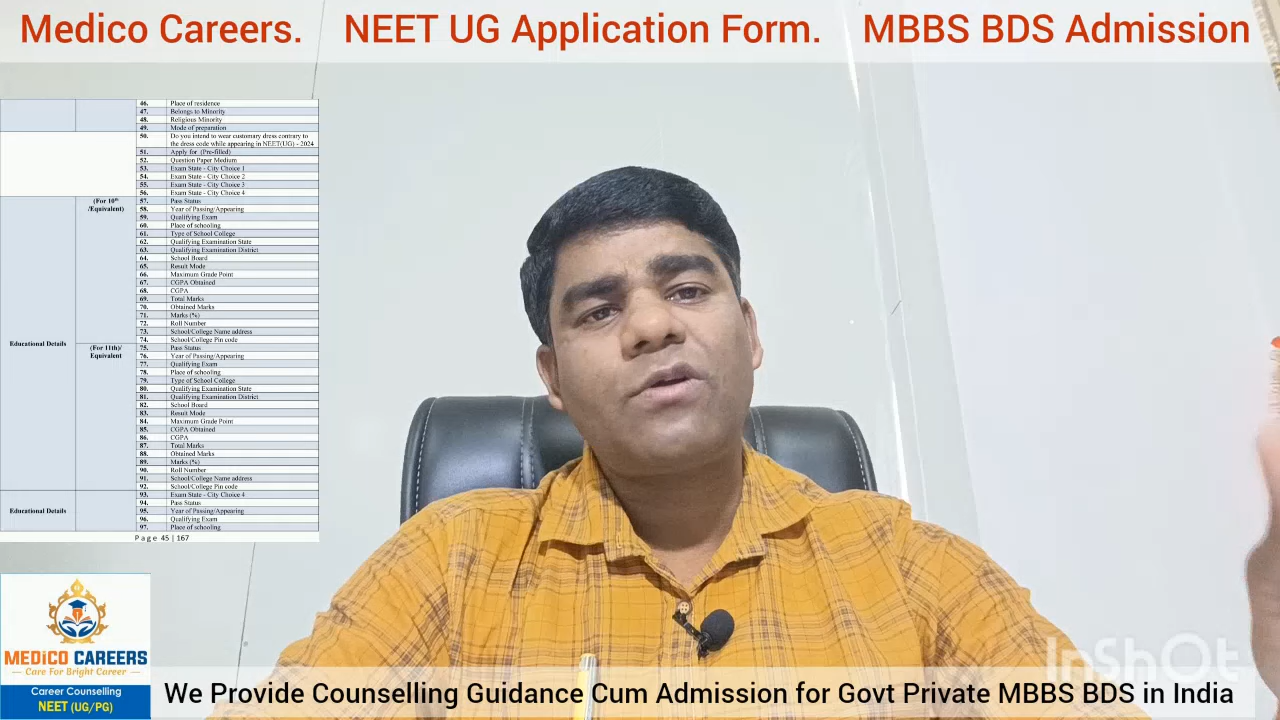 Medico Careers. NEET UG Application Form. MBBS BDS Admission
46. Place of residence
47. Belongs to Minority
48. Religious Minority
49. Mode of preparation
50. Do you intend to wear customary dress contrary to
the dress code while appearing in NEET(UG) - 2024
51. Apply for (Pre-filled)
52. Question Paper Medium
53. Exam State - City Choice 1
54. Exam State - City Choice 2
55. Exam State - City Choice 3
56. Exam State - City Choice 4
(For 10th 57. Pass Status
/Equivalent) 58. Year of Passing/Appearing
59. Qualifying Exam
60. Place of schooling
61. Type of School College
62. Qualifying Examination State
63. Qualifying Examination District
64. School Board
65. Result Mode
66. Maximum Grade Point
67. CGPA Obtained
68. CGPA
69. Total Marks
70. Obtained Marks
71. Marks (%)
72. Roll Number
73. School/College Name address
74. School/College Pin code
Educational Details
(For 11th)/ 75. Pass Status
Equivalent 76. Year of Passing/Appearing
77. Qualifying Exam
78. Place of schooling
79. Type of School College
80. Qualifying Examination State
81. Qualifying Examination District
82. School Board
83. Result Mode
84. Maximum Grade Point
85. CGPA Obtained
86. CGPA
87. Total Marks
88. Obtained Marks
89. Marks (%)
90. Roll Number
91. School/College Name address
92. School/College Pin code
93. Exam State - City Choice 4
94. Pass Status
Educational Details 95. Year of Passing/Appearing
96. Qualifying Exam
97. Place of schooling
Page 45 | 167
MEDiCO CAREERS
Care For Bright Career
Career Counselling
NEET (UG/PG)
InShOt
We Provide Counselling Guidance Cum Admission for Govt Private MBBS BDS in India